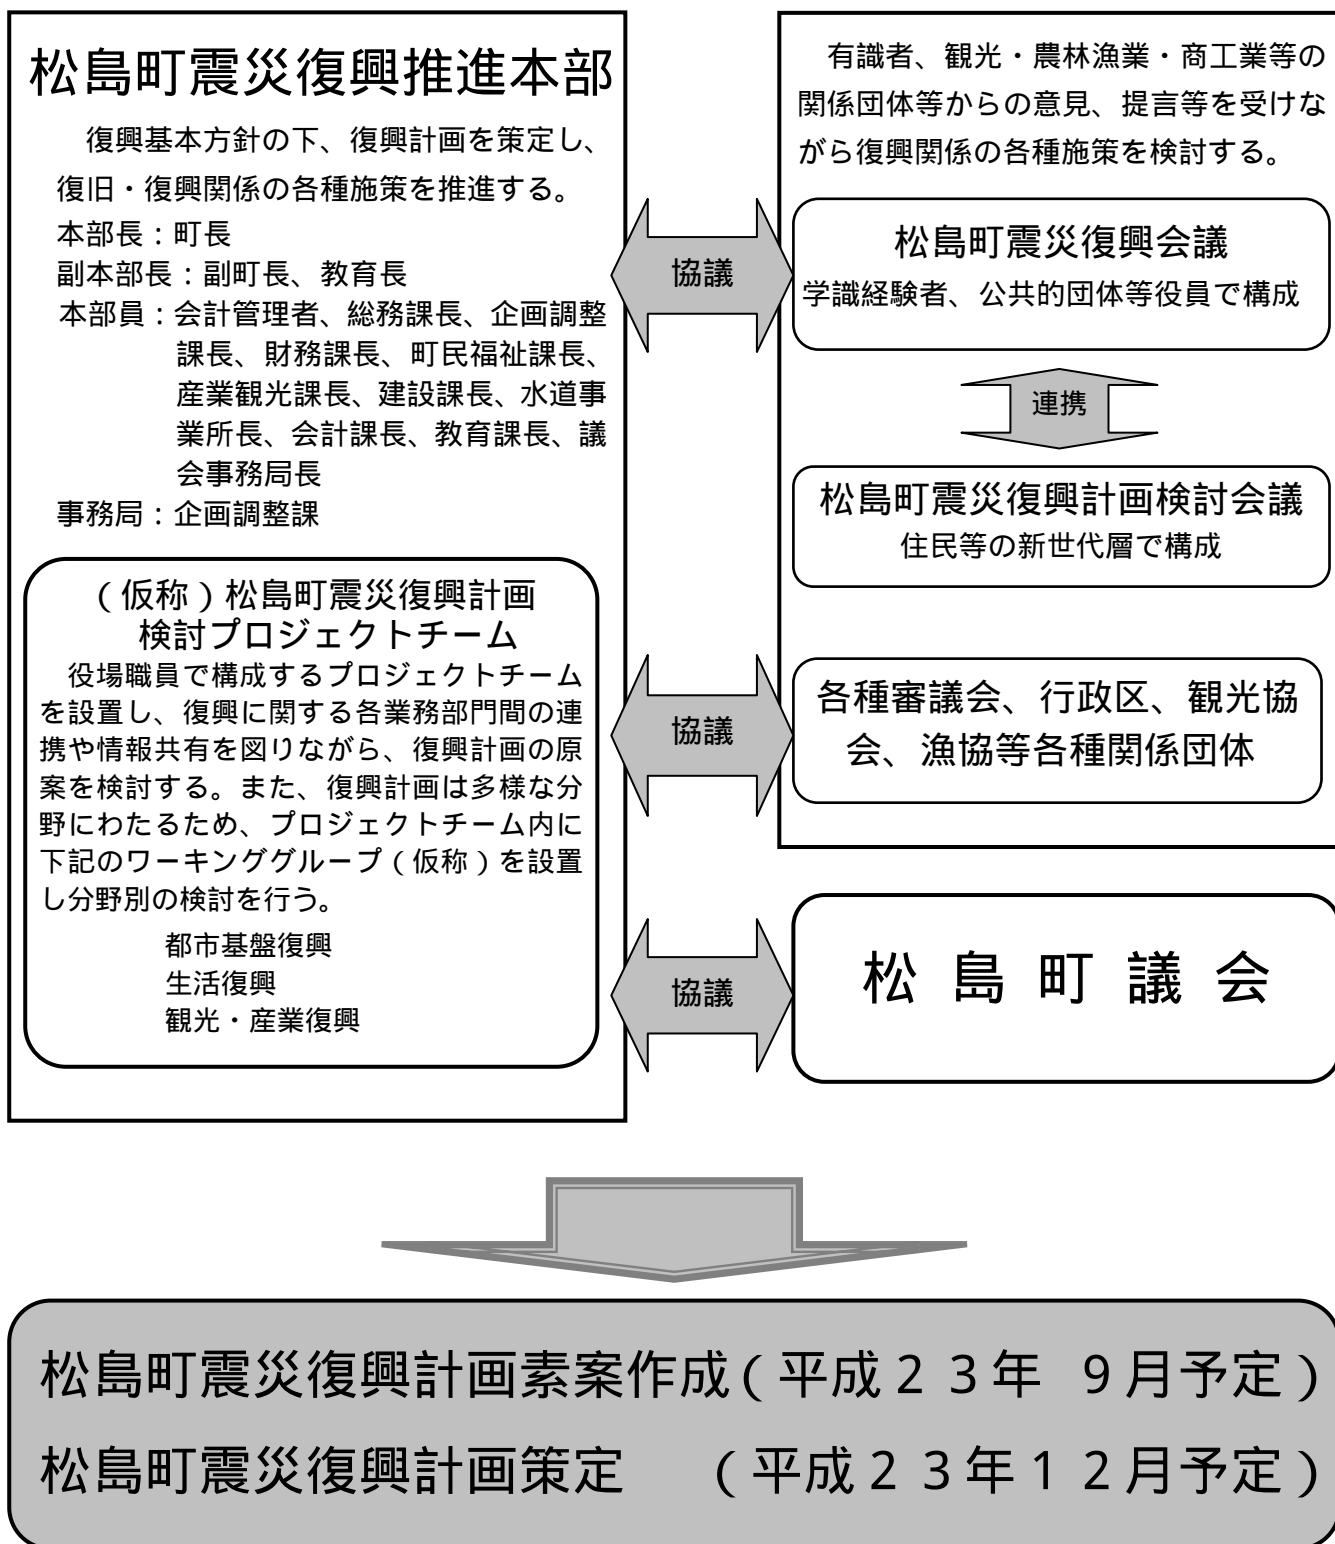 松島町震災復興推進本部
復興基本方針の下、復興計画を策定し、
復旧・復興関係の各種施策を推進する。
本部長：町長
副本部長：副町長、教育長
本部員：会計管理者、総務課長、企画調整
課長、財務課長、町民福祉課長、
産業観光課長、建設課長、水道事
業所長、会計課長、教育課長、議
会事務局長
事務局：企画調整課
（仮称）松島町震災復興計画
検討プロジェクトチーム
役場職員で構成するプロジェクトチーム
を設置し、復興に関する各業務部門間の連
携や情報共有を図りながら、復興計画の原
案を検討する。また、復興計画は多様な分
野にわたるため、プロジェクトチーム内に
下記のワーキンググループ（仮称）を設置
し分野別の検討を行う。
都市基盤復興
生活復興
観光・産業復興
協議
協議
協議
有識者、観光・農林漁業・商工業等の
関係団体等からの意見、提言等を受けな
がら復興関係の各種施策を検討する。
松島町震災復興会議
学識経験者、公共的団体等役員で構成
連携
松島町震災復興計画検討会議
住民等の新世代層で構成
各種審議会、行政区、観光協
会、漁協等各種関係団体
松島町議会
松島町震災復興計画素案作成（平成２３年　９月予定）
松島町震災復興計画策定　（平成２３年１２月予定）